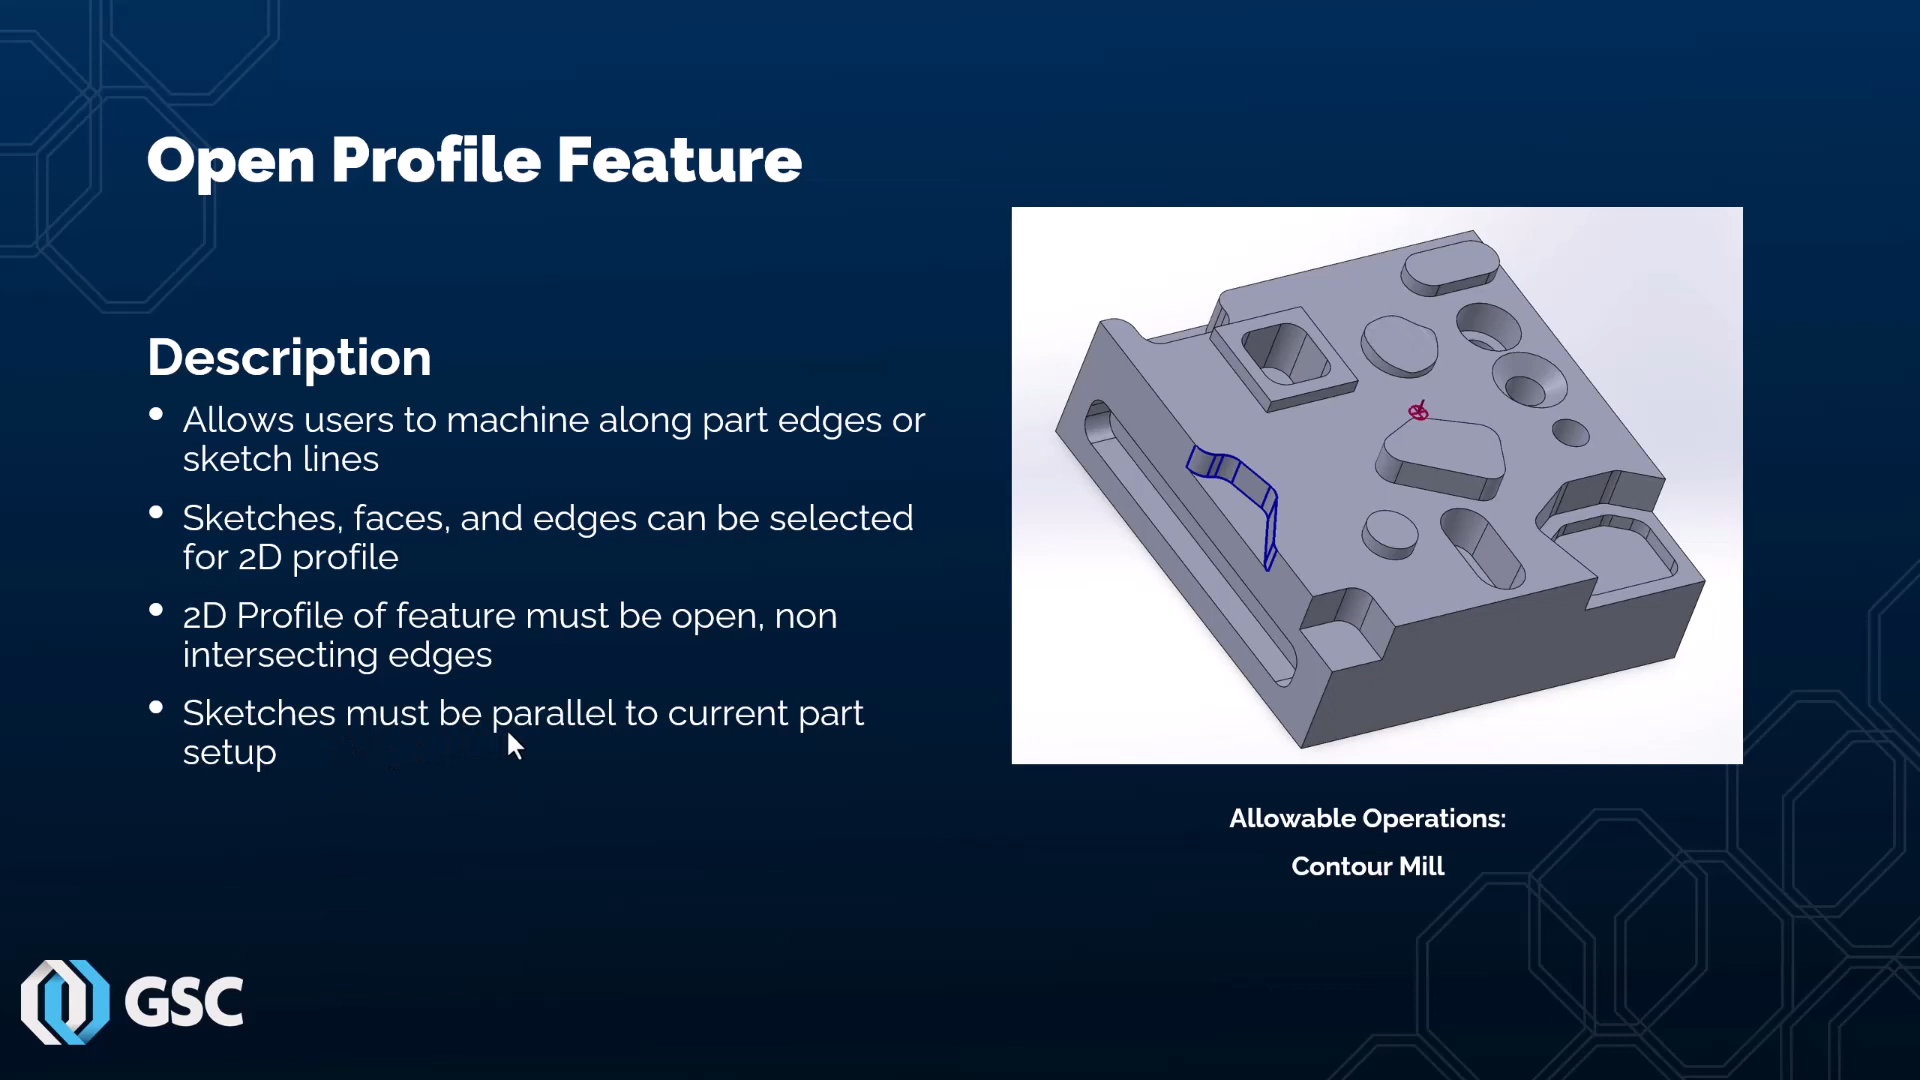 Open Profile Feature
Description
• Allows users to machine along part edges or
sketch lines
• Sketches, faces, and edges can be selected
for 2D profile
• 2D Profile of feature must be open, non
intersecting edges
• Sketches must be parallel to current part
setup
Allowable Operations:
Contour Mill
GSC